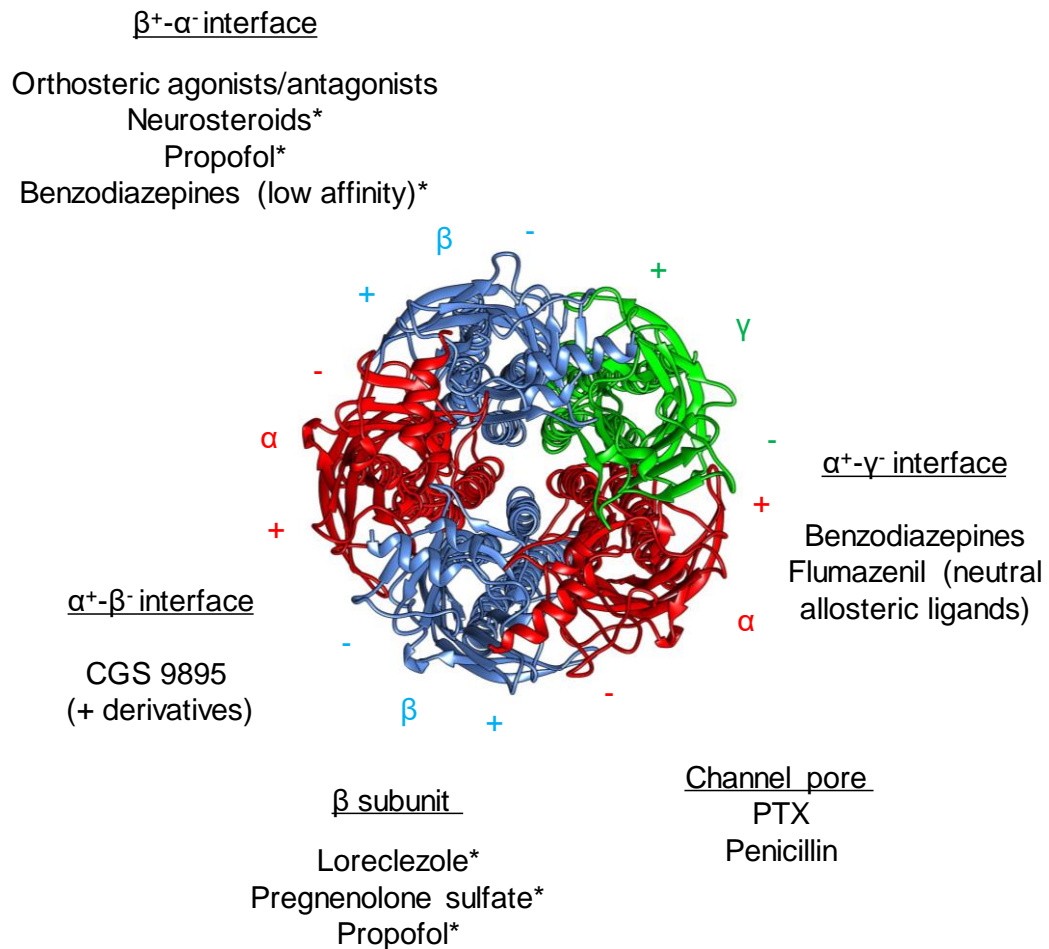 β⁺-α⁻ interface
Orthosteric agonists/antagonists
Neurosteroids*
Propofol*
Benzodiazepines (low affinity)*
β
-
+
+
γ
-
α
+
-
+
α
-
β
+
-
α⁺-γ⁻ interface
Benzodiazepines
Flumazenil (neutral
allosteric ligands)
α⁺-β⁻ interface
CGS 9895
(+ derivatives)
β subunit
Loreclezole*
Pregnenolone sulfate*
Propofol*
Channel pore
PTX
Penicillin